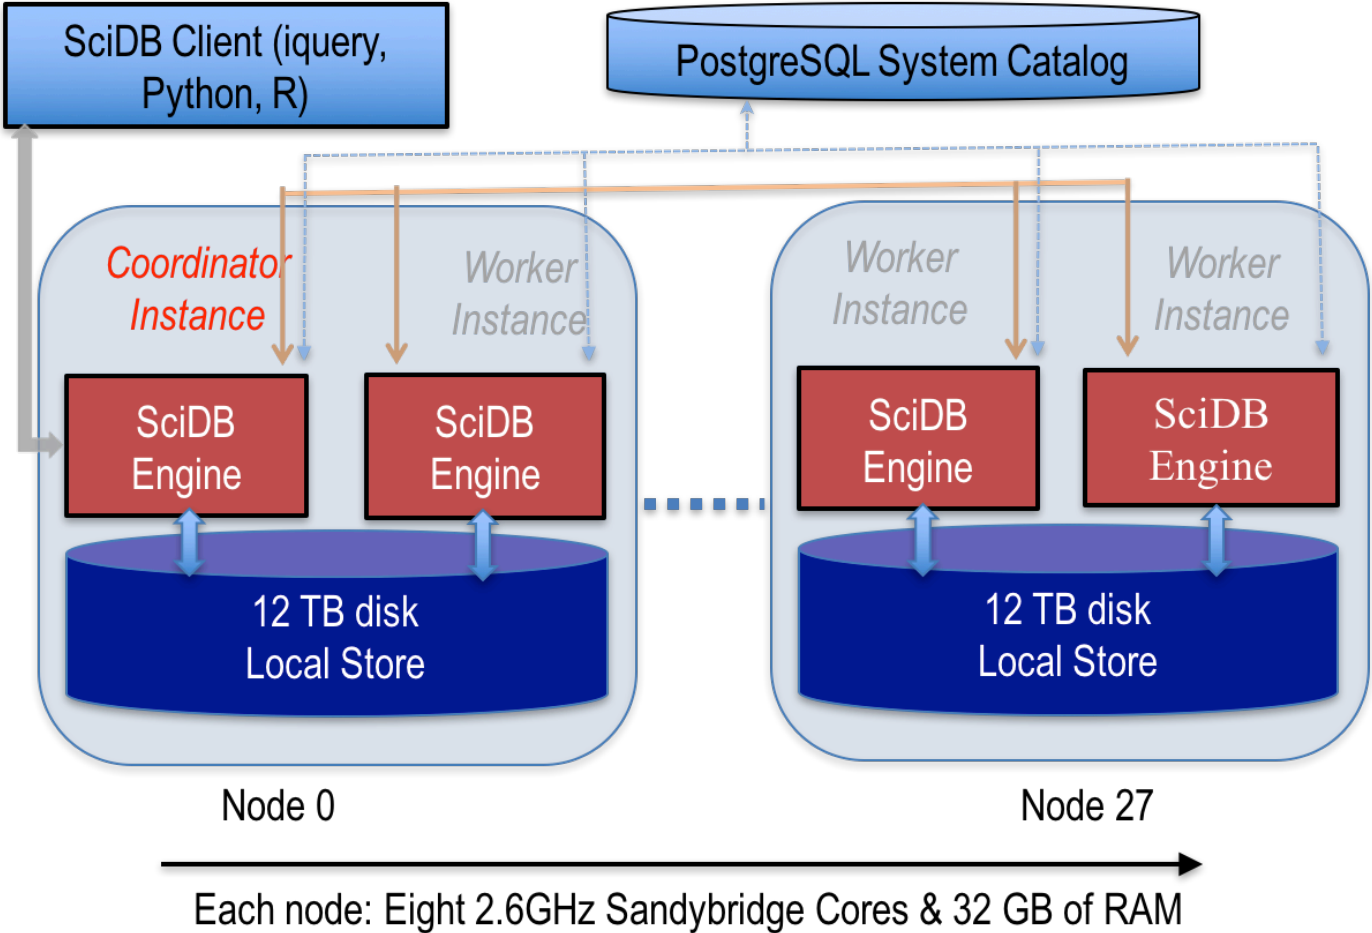 SciDB Client (iquery,
Python, R)
PostgreSQL System Catalog
Coordinator
Instance
Worker
Instance
Worker
Instance
Worker
Instance
SciDB
Engine
SciDB
Engine
SciDB
Engine
SciDB
Engine
12 TB disk
Local Store
12 TB disk
Local Store
Node 0
Node 27
Each node: Eight 2.6GHz Sandybridge Cores & 32 GB of RAM